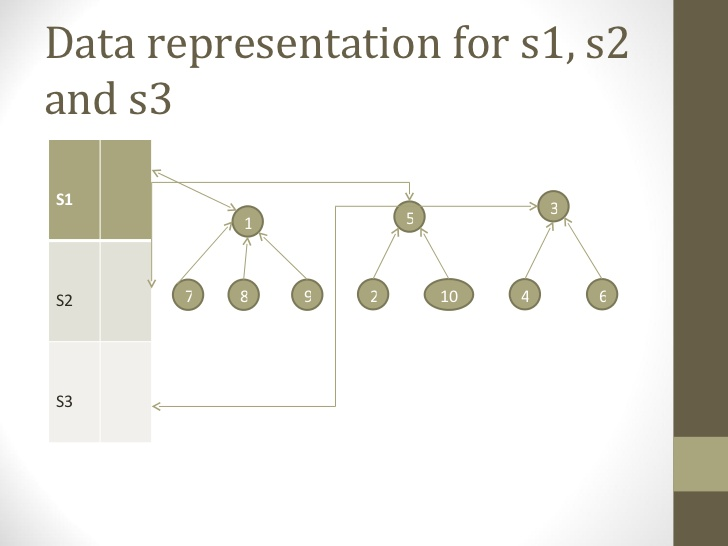 Data representation for s1, s2
and s3
S1
1
5
3
S2
7
8
9
2
10
4
6
S3